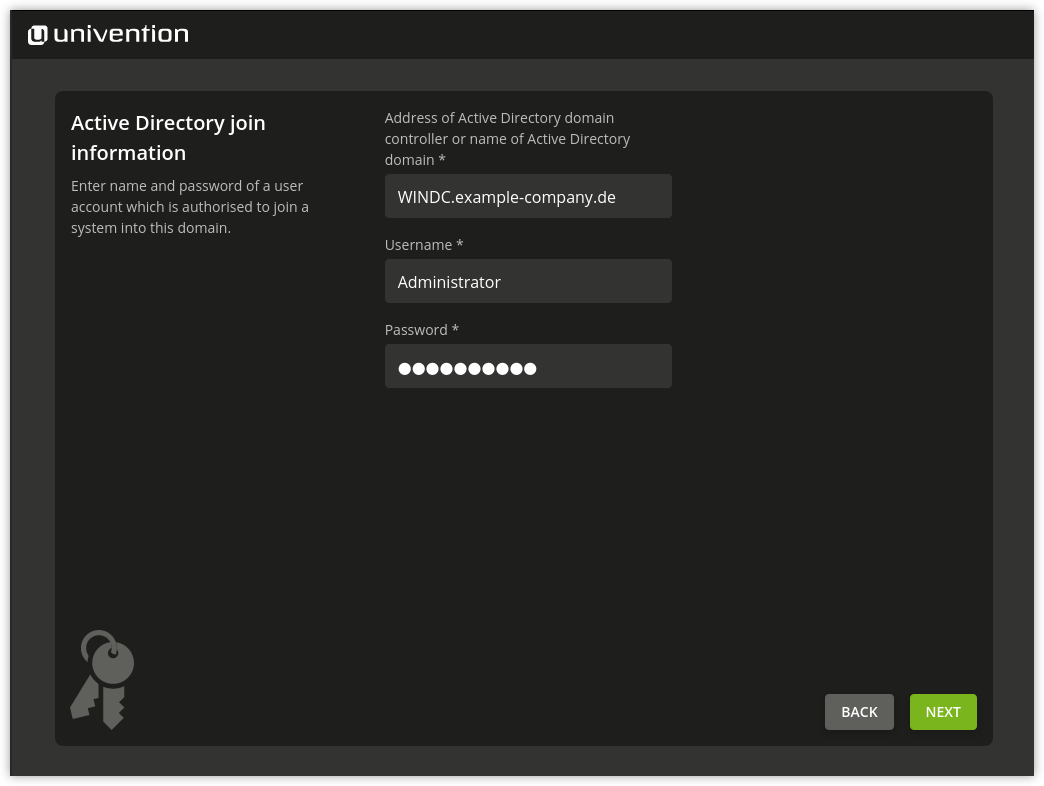 univention
Active Directory join
information
Enter name and password of a user
account which is authorised to join a
system into this domain.
Address of Active Directory domain
controller or name of Active Directory
domain *
WINDC.example-company.de
Username *
Administrator
Password *
●●●●●●●●●●
BACK
NEXT